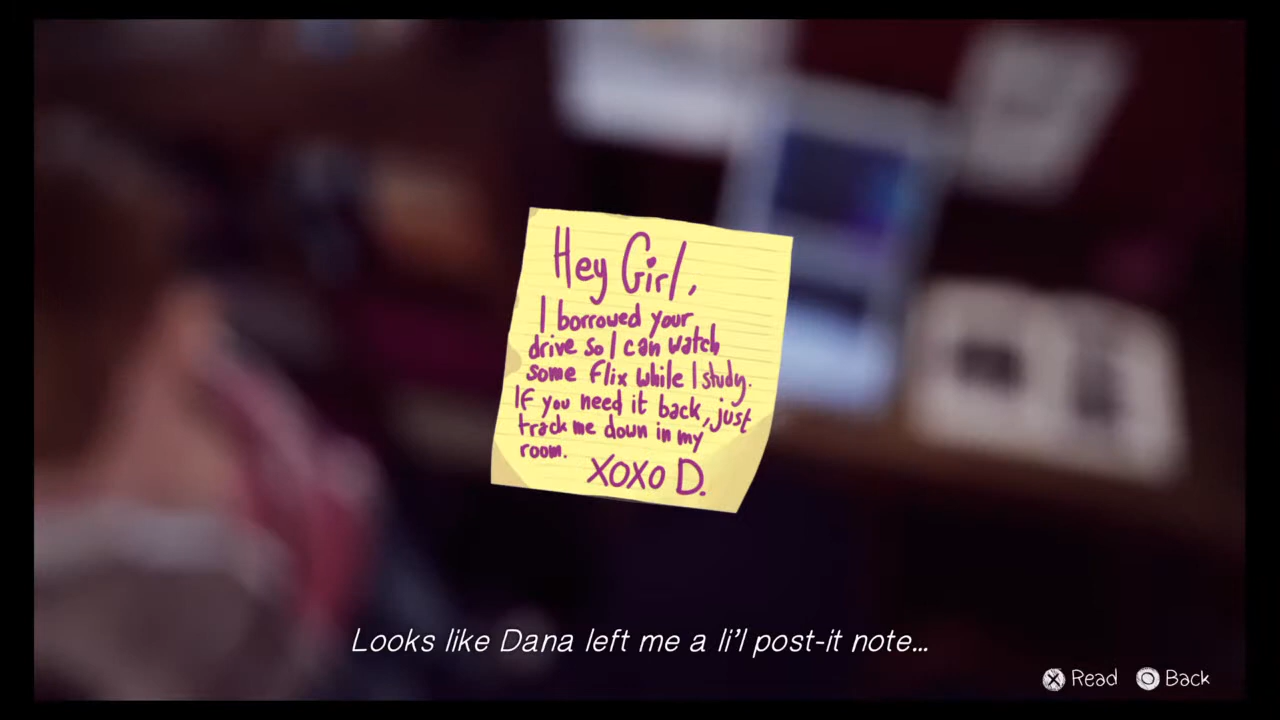 Hey Girl,
I borrowed your
drive so I can watch
some Flix while I study.
If you need it back, just
track me down in my
room.
XOXO D.
Looks like Dana left me a li'l post-it note...
Read Back